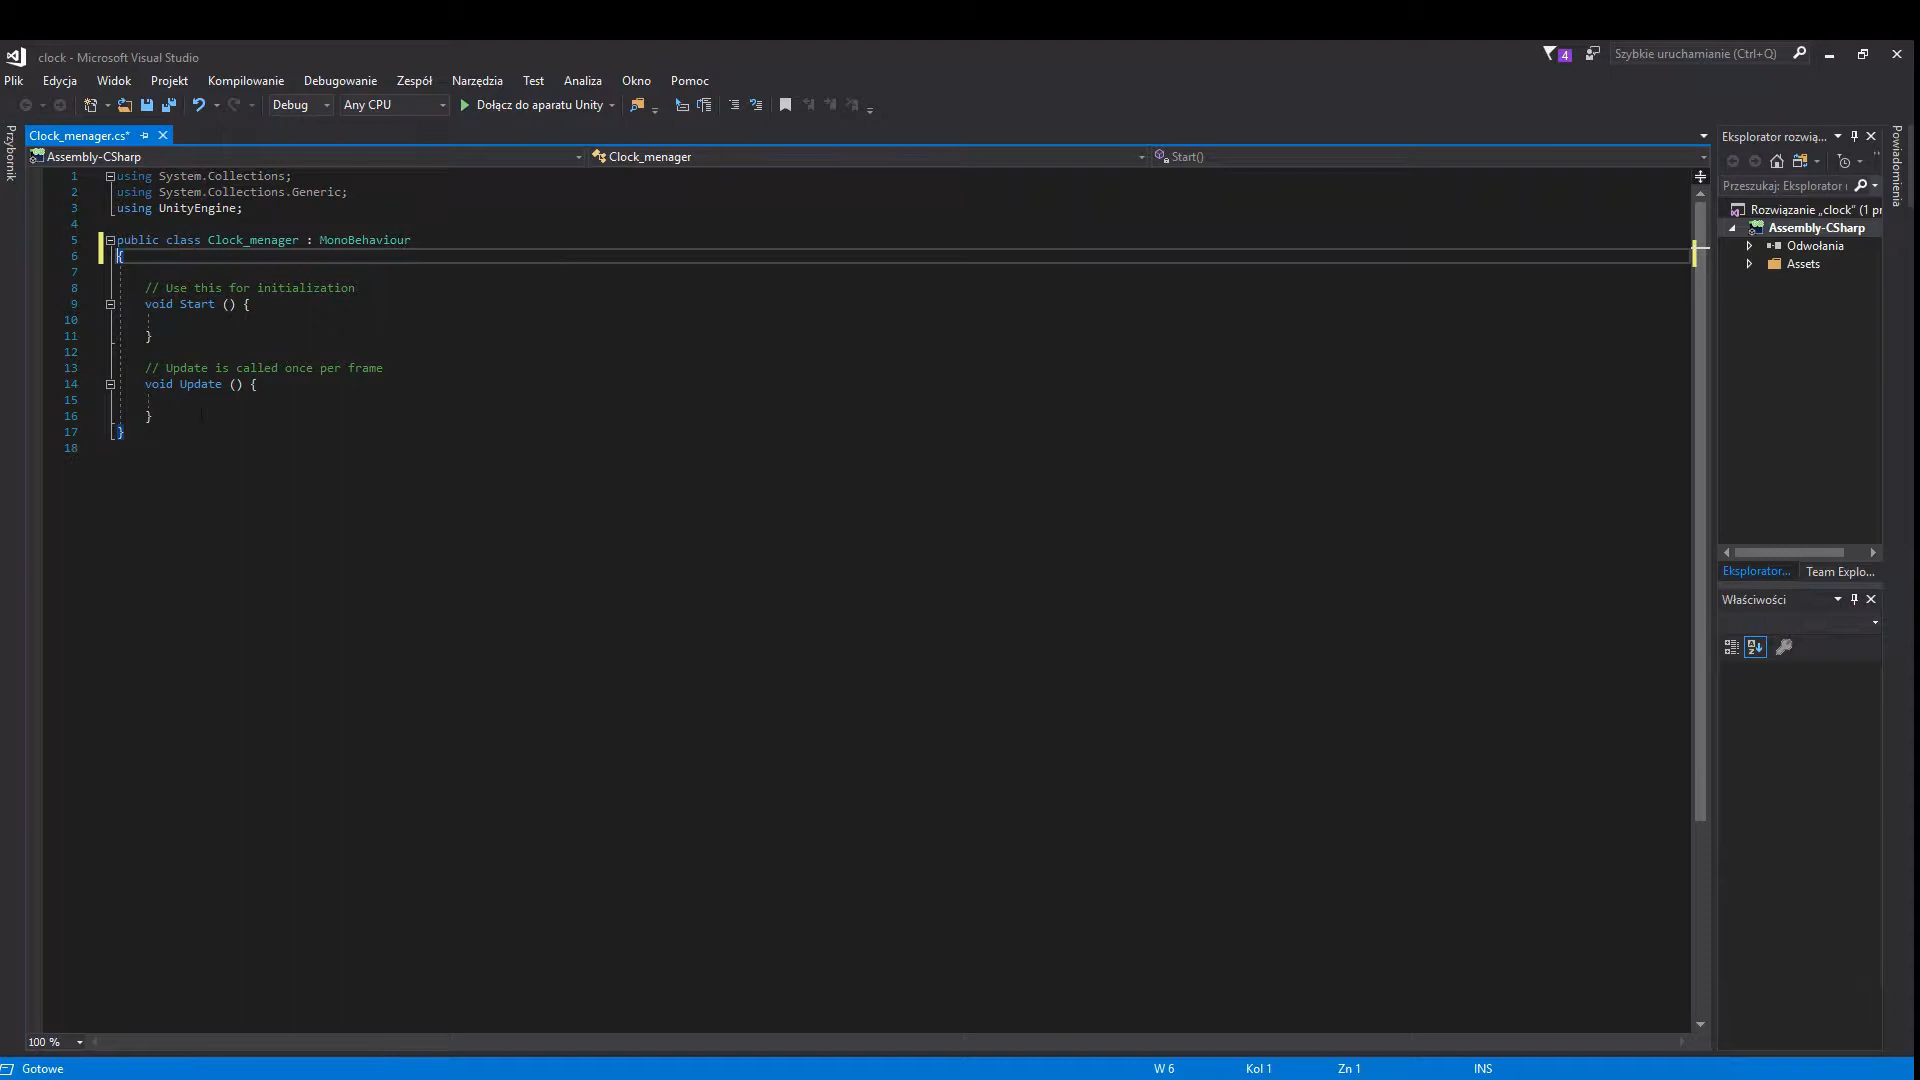 clock - Microsoft Visual Studio
4
Szybkie uruchamianie (Ctrl+Q)
Plik Edycja Widok Projekt Kompilowanie Debugowanie Zespół Narzędzia Test Analiza Okno Pomoc
Debug Any CPU Dołącz do aparatu Unity
Przybornik
Clock_menager.cs*
Assembly-CSharp Clock_menager Start()
1 using System.Collections;
2 using System.Collections.Generic;
3 using UnityEngine;
4
5 public class Clock_menager : MonoBehaviour
6 {
7
8 // Use this for initialization
9 void Start () {
10
11 }
12
13 // Update is called once per frame
14 void Update () {
15
16 }
17 }
18
Eksplorator rozwią...
Przeszukaj: Eksplorator
Rozwiązanie „clock” (1 pr
Assembly-CSharp
Odwołania
Assets
Eksplorator... Team Explo...
Właściwości
Powiadomienia
100 %
Gotowe W 6 Kol 1 Zn 1 INS